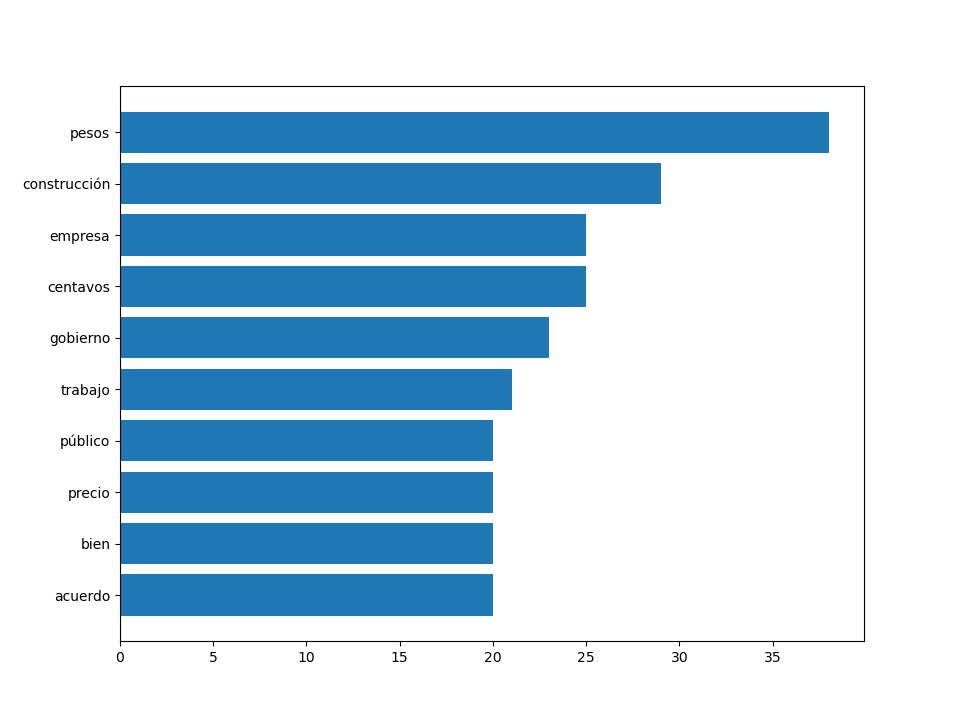 pesos
construcción
empresa
centavos
gobierno
trabajo
público
precio
bien
acuerdo
0 5 10 15 20 25 30 35